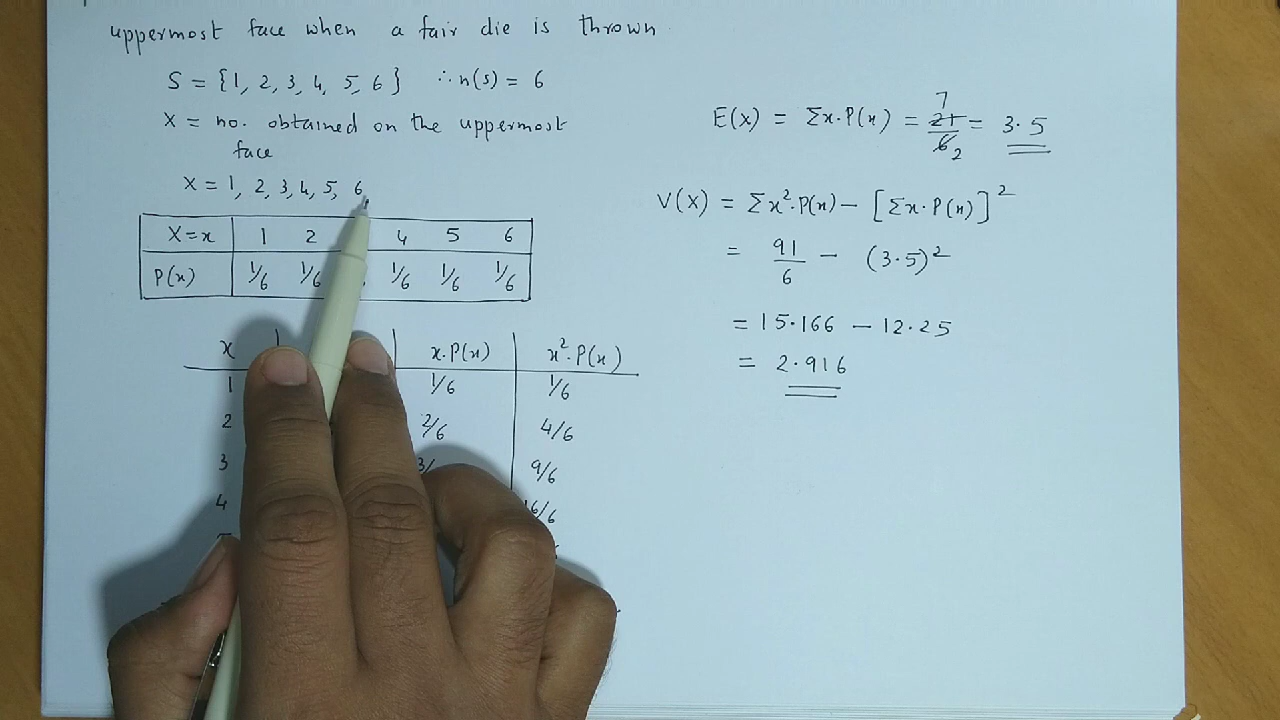 uppermost face when a fair die is thrown
S = {1, 2, 3, 4, 5, 6} ∴ n(s) = 6
X = no. obtained on the uppermost
face
X = 1, 2, 3, 4, 5, 6,
X=x 1 2 4 5 6
P(x) 1/6 1/6 1/6 1/6 1/6
x x.P(x) x².P(x)
1 1/6 1/6
2 2/6 4/6
3 3/ 9/6
4 16/6
E(x) = Σx.P(x) = 21/6 7/2 = 3.5
V(X) = Σx².P(x) – [Σx.P(x)]²
= 91/6 – (3.5)²
= 15.166 – 12.25
= 2.916